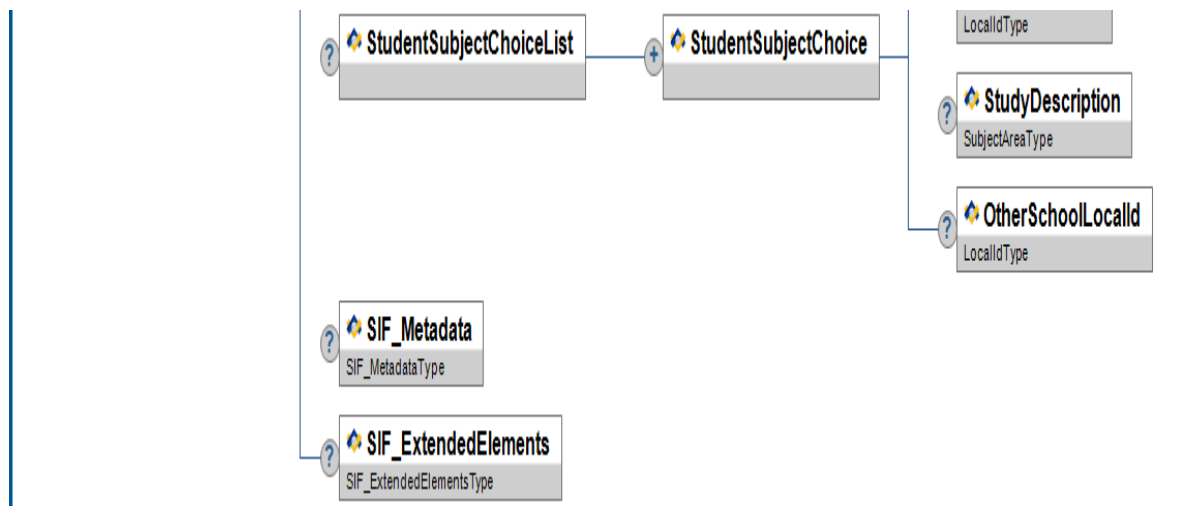 LocalIdType
? StudentSubjectChoiceList + StudentSubjectChoice
? StudyDescription
SubjectAreaType
? OtherSchoolLocalId
LocalIdType
? SIF_Metadata
SIF_MetadataType
? SIF_ExtendedElements
SIF_ExtendedElementsType